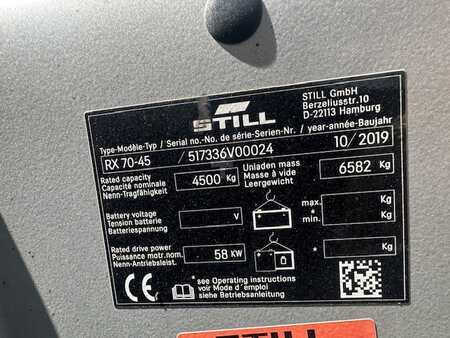 STILL
STILL GmbH
Berzeliusstr.10
D-22113 Hamburg
Type-Modèle-Typ / Serial no.-No. de série-Serien-Nr. / year-année-Baujahr
RX 70-45 / 517336V00024 10/2019
Rated capacity
Capacité nominale
Nenn-Tragfähigkeit
4500 Kg
Unladen mass
Masse à vide
Leergewicht
6582 Kg
Battery voltage
Tension batterie
Batteriespannung
V
max. Kg
*
min. Kg
Rated drive power
Puissance motr.nom.
Nenn-Antriebsleist.
58 KW
* Kg
CE
*see Operating instructions
voir Mode d'emploi
siehe Betriebsanleitung
STILL